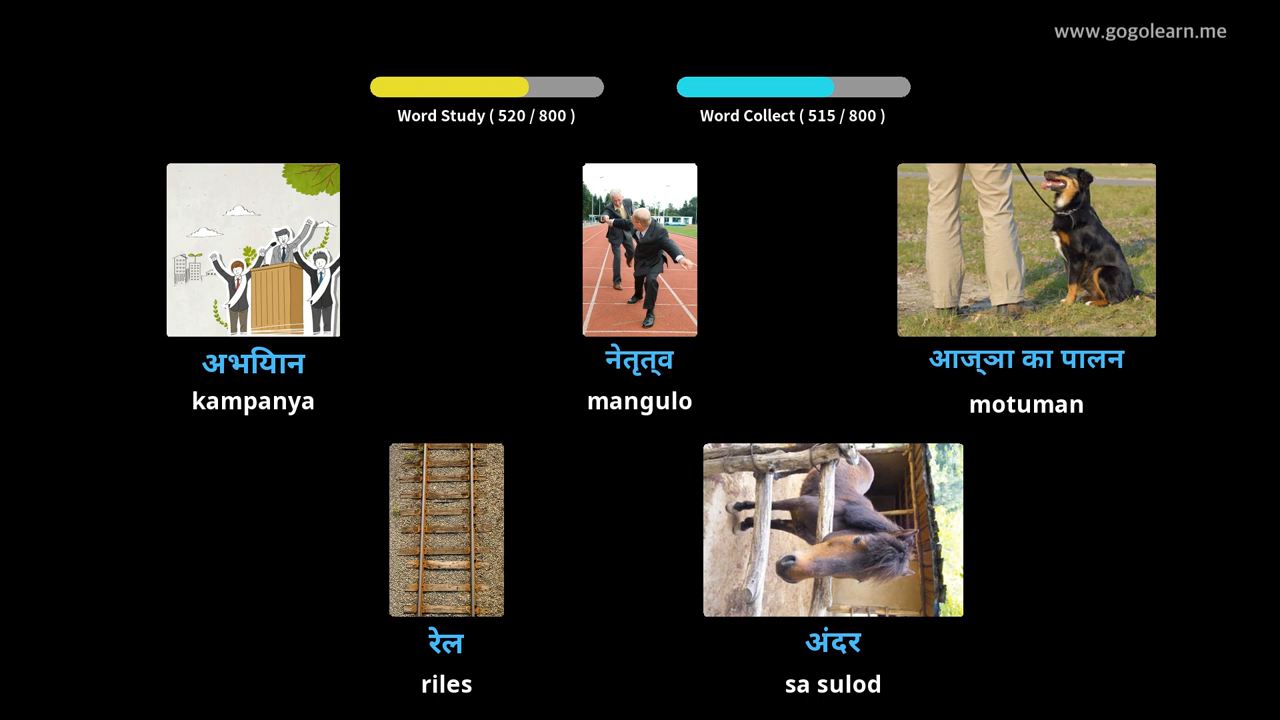 www.gogolearn.me
Word Study ( 520 / 800 )
Word Collect ( 515 / 800 )
अभियान
kampanya
नेतृत्व
mangulo
आज्ञा का पालन
motuman
रेल
riles
अंदर
sa sulod